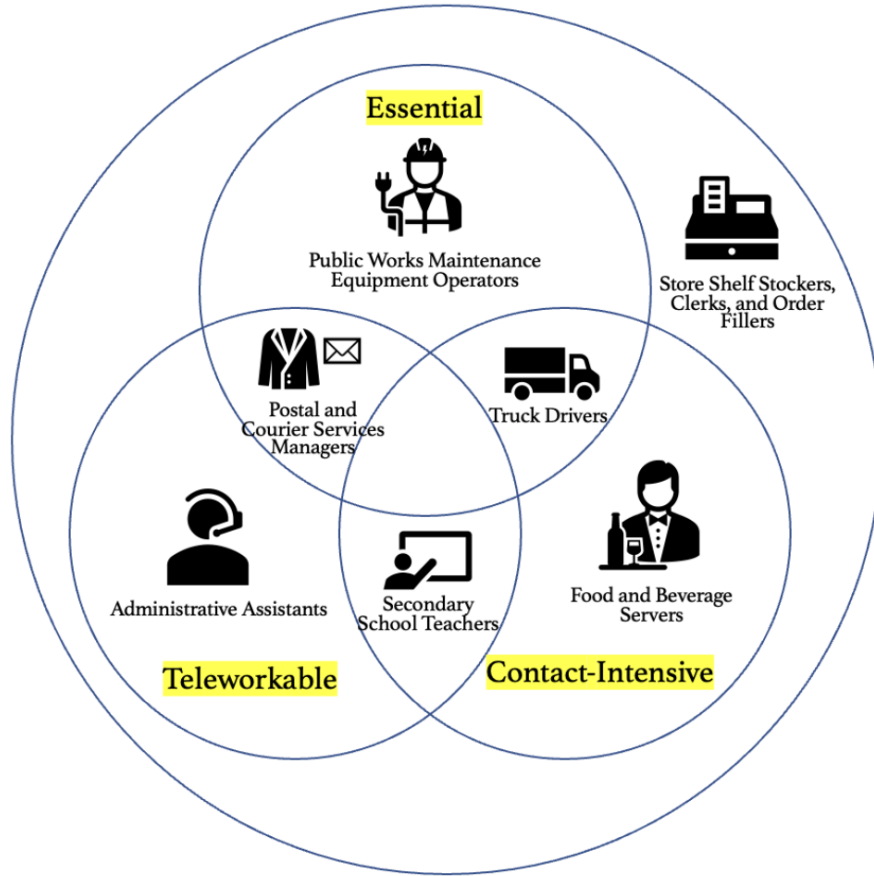 Essential
Public Works Maintenance
Equipment Operators
Store Shelf Stockers,
Clerks, and Order
Fillers
Postal and
Courier Services
Managers
Truck Drivers
Administrative Assistants
Secondary
School Teachers
Food and Beverage
Servers
Teleworkable
Contact-Intensive